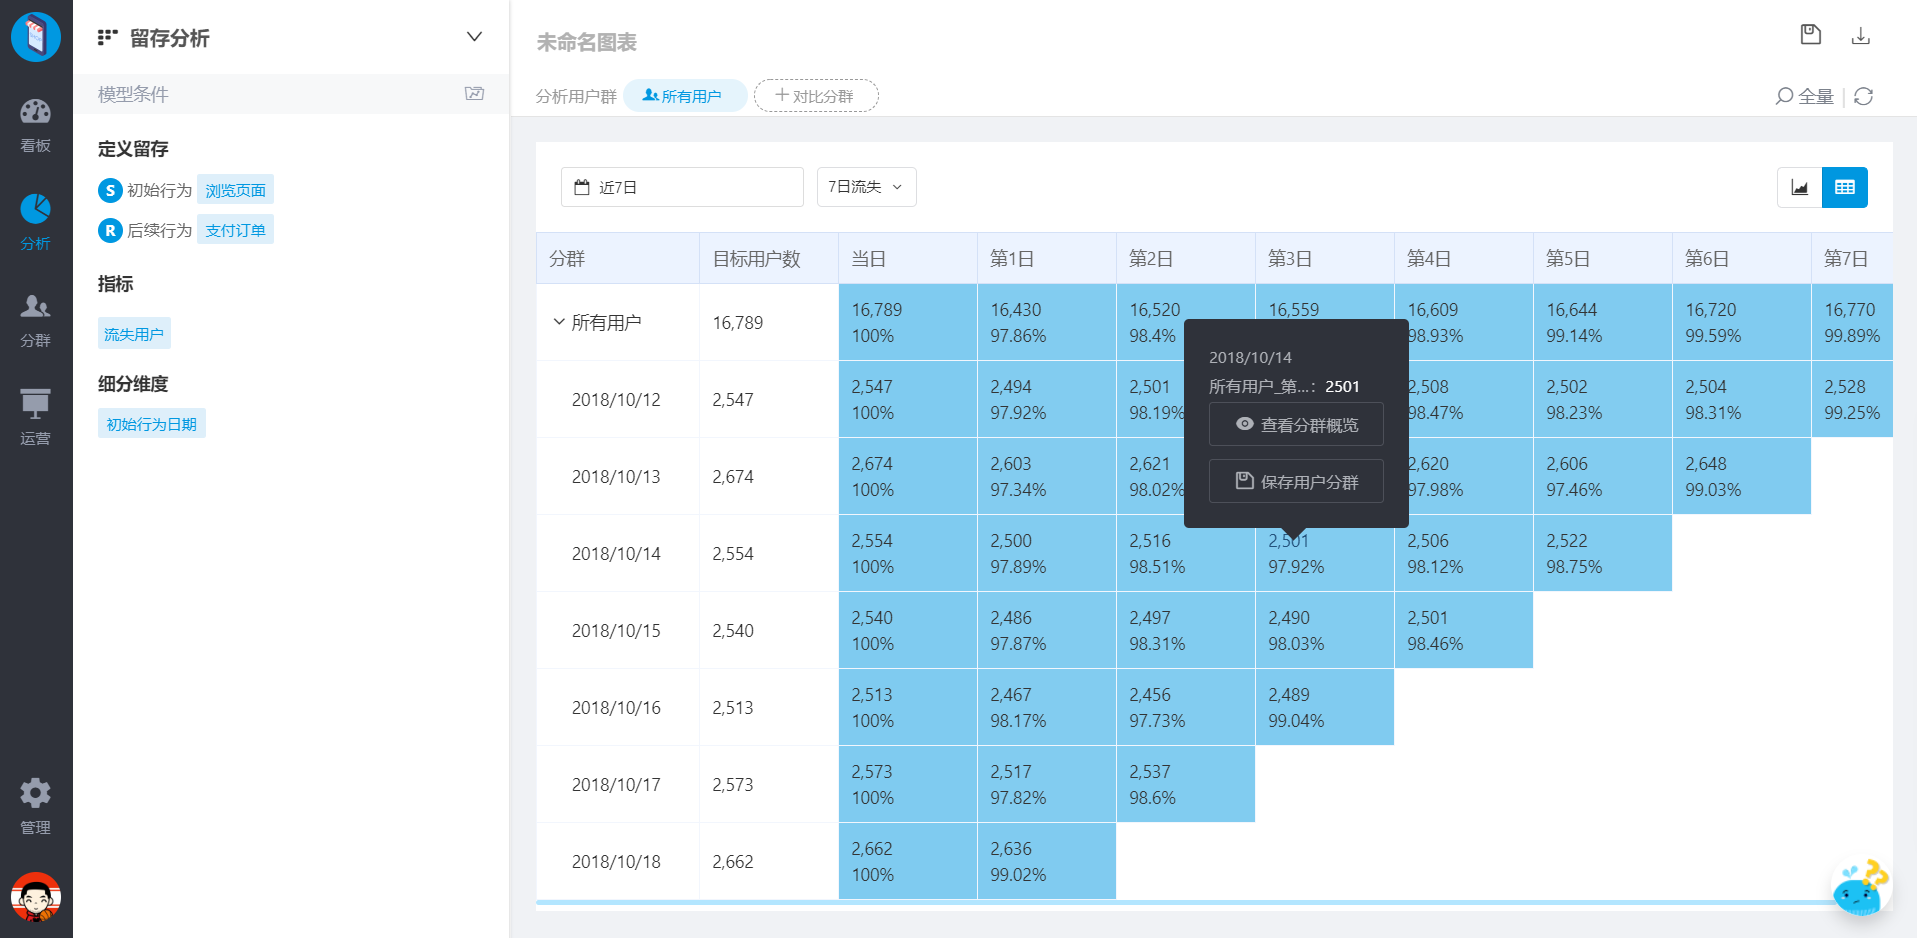 看板
分析
分群
运营
管理
留存分析
模型条件
定义留存
S 初始行为 浏览页面
R 后续行为 支付订单
指标
流失用户
细分维度
初始行为日期
未命名图表
分析用户群 所有用户 对比分群
全量
近7日 7日流失
分群 目标用户数 当日 第1日 第2日 第3日 第4日 第5日 第6日 第7日
所有用户 16,789
16,789 16,430 16,520 16,559 16,609 16,644 16,720 16,770
100% 97.86% 98.4% 98.93% 99.14% 99.59% 99.89%
2018/10/12 2,547
2,547 2,494 2,501 2,508 2,502 2,504 2,528
100% 97.92% 98.19% 98.47% 98.23% 98.31% 99.25%
2018/10/13 2,674
2,674 2,603 2,621 2,620 2,606 2,648
100% 97.34% 98.02% 97.98% 97.46% 99.03%
2018/10/14
所有用户_第...: 2501
查看分群概览
保存用户分群
2018/10/14 2,554
2,554 2,500 2,516 2,501 2,506 2,522
100% 97.89% 98.51% 97.92% 98.12% 98.75%
2018/10/15 2,540
2,540 2,486 2,497 2,490 2,501
100% 97.87% 98.31% 98.03% 98.46%
2018/10/16 2,513
2,513 2,467 2,456 2,489
100% 98.17% 97.73% 99.04%
2018/10/17 2,573
2,573 2,517 2,537
100% 97.82% 98.6%
2018/10/18 2,662
2,662 2,636
100% 99.02%